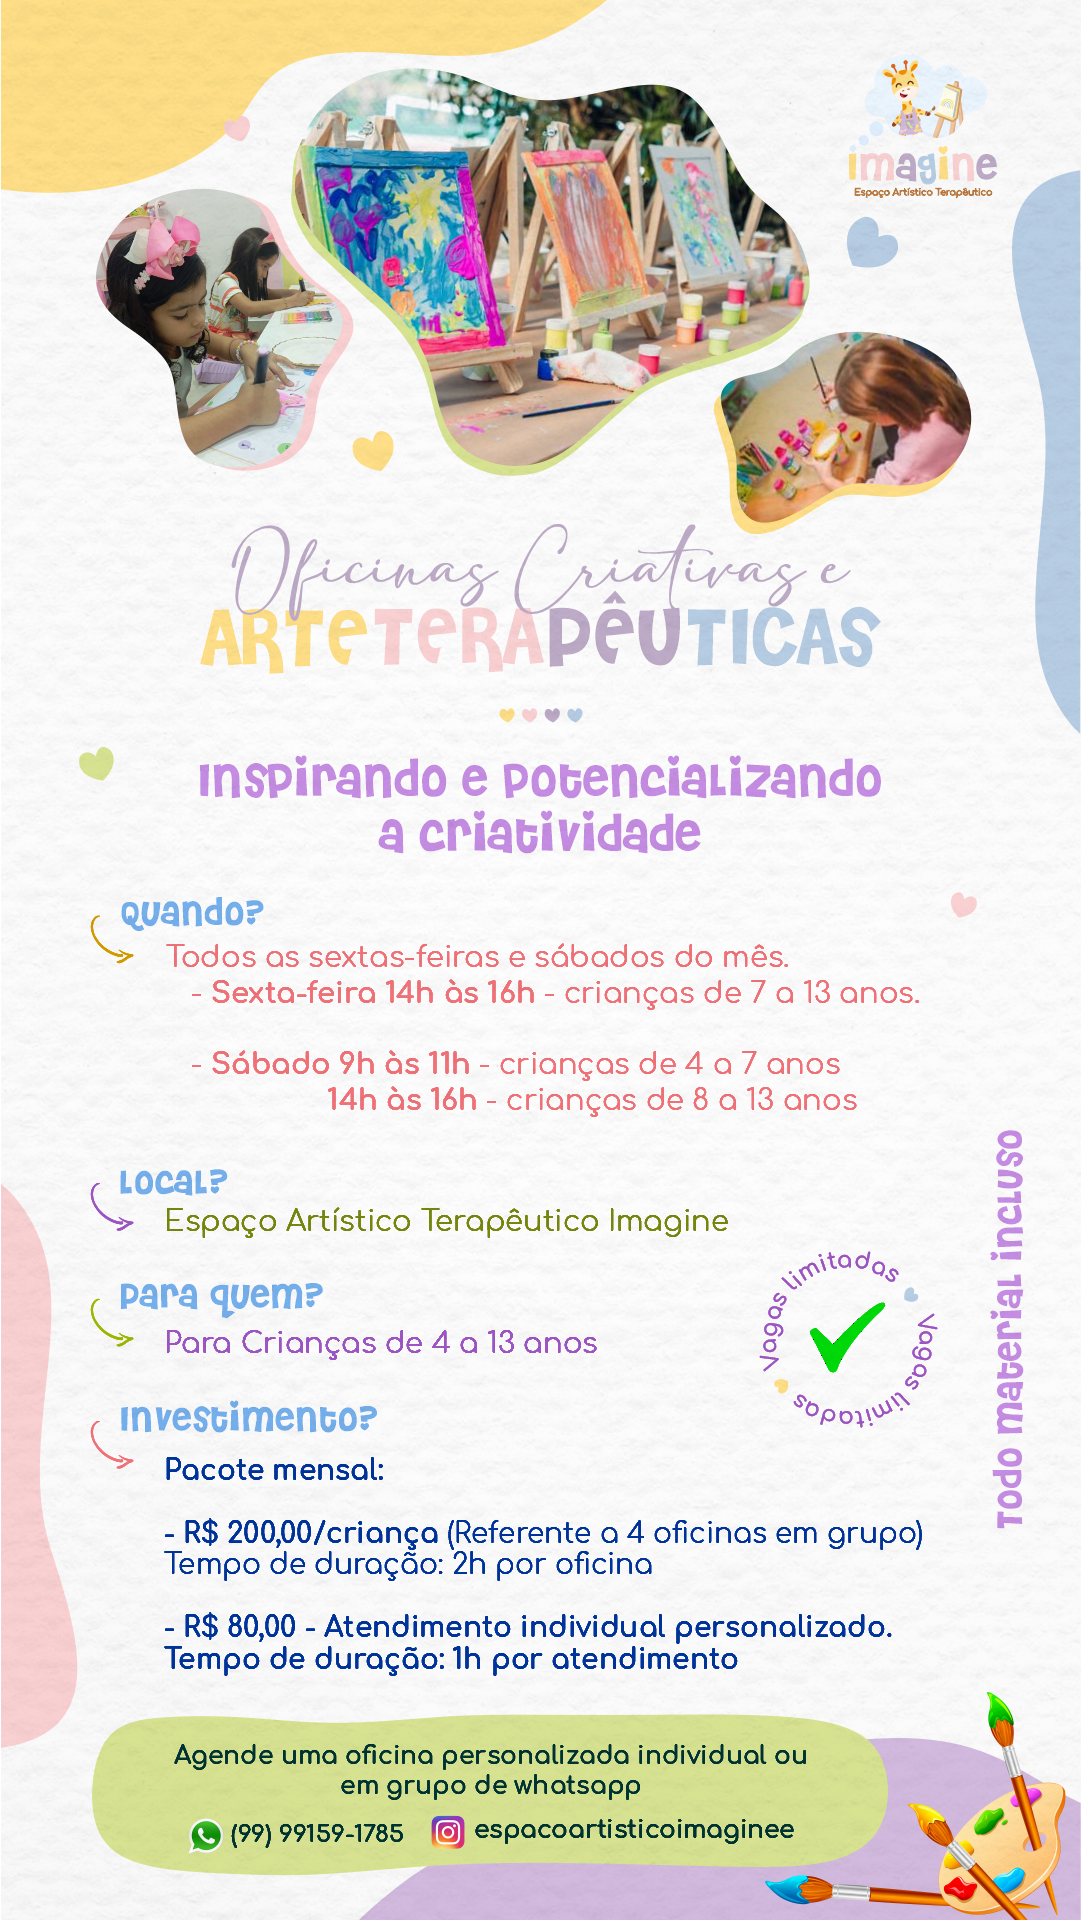 imagine
Espaço Artístico Terapêutico
Oficinas Criativas e
ARTETERAPÊUTICAS
Inspirando e potencializando
a criatividade
Quando?
Todos as sextas-feiras e sábados do mês.
- Sexta-feira 14h às 16h - crianças de 7 a 13 anos.
- Sábado 9h às 11h - crianças de 4 a 7 anos
14h às 16h - crianças de 8 a 13 anos
Local?
Espaço Artístico Terapêutico Imagine
Para quem?
Para Crianças de 4 a 13 anos
Vagas limitadas
Vagas limitadas
Todo material incluso
Investimento?
Pacote mensal:
- R$ 200,00/criança (Referente a 4 oficinas em grupo)
Tempo de duração: 2h por oficina
- R$ 80,00 - Atendimento individual personalizado.
Tempo de duração: 1h por atendimento
Agende uma oficina personalizada individual ou
em grupo de whatsapp
(99) 99159-1785 espacoartisticoimaginee